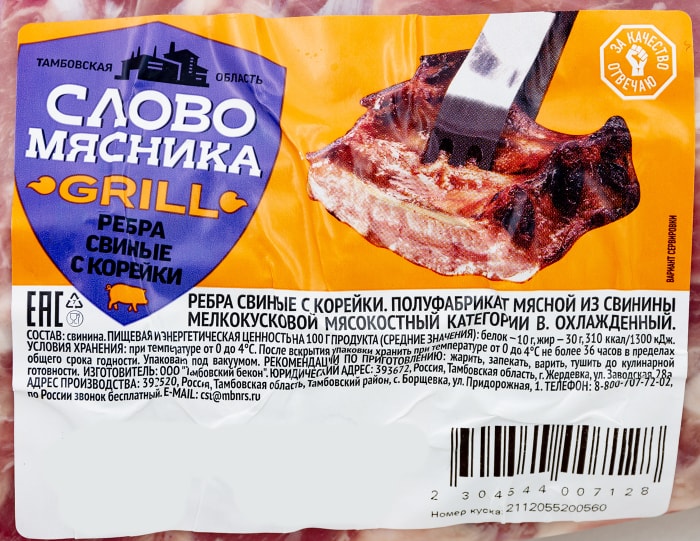 ТАМБОВСКАЯ
ОБЛАСТЬ
СЛОВО
МЯСНИКА
GRILL
РЕБРА
СВИНЫЕ
С КОРЕЙКИ
ЗА КАЧЕСТВО
ОТВЕЧАЮ
ВАРИАНТ СЕРВИРОВКИ
EAC
РЕБРА СВИНЫЕ С КОРЕЙКИ. ПОЛУФАБРИКАТ МЯСНОЙ ИЗ СВИНИНЫ
МЕЛКОКУСКОВОЙ МЯСОКОСТНЫЙ КАТЕГОРИИ В. ОХЛАЖДЕННЫЙ.
СОСТАВ: свинина. ПИЩЕВАЯ И ЭНЕРГЕТИЧЕСКАЯ ЦЕННОСТЬ НА 100 Г ПРОДУКТА (СРЕДНИЕ ЗНАЧЕНИЯ): белок – 10 г, жир – 30 г, 310 ккал/1300 кДж.
УСЛОВИЯ ХРАНЕНИЯ: при температуре от 0 до 4°С. После вскрытия упаковки хранить при температуре от 0 до 4°С не более 36 часов в пределах
общего срока годности. Упаковано под вакуумом. РЕКОМЕНДАЦИИ ПО ПРИГОТОВЛЕНИЮ: жарить, запекать, варить, тушить до кулинарной
готовности. ИЗГОТОВИТЕЛЬ: ООО "Тамбовский бекон". ЮРИДИЧЕСКИЙ АДРЕС: 393672, Россия, Тамбовская область, г. Жердевка, ул. Заводская, 28а.
АДРЕС ПРОИЗВОДСТВА: 392520, Россия, Тамбовская область, Тамбовский район, с. Борщевка, ул. Придорожная, 1. ТЕЛЕФОН: 8-800-707-72-02,
по России звонок бесплатный. E-MAIL: cst@mbnrs.ru
2 304544 007128
Номер куска: 2112055200560